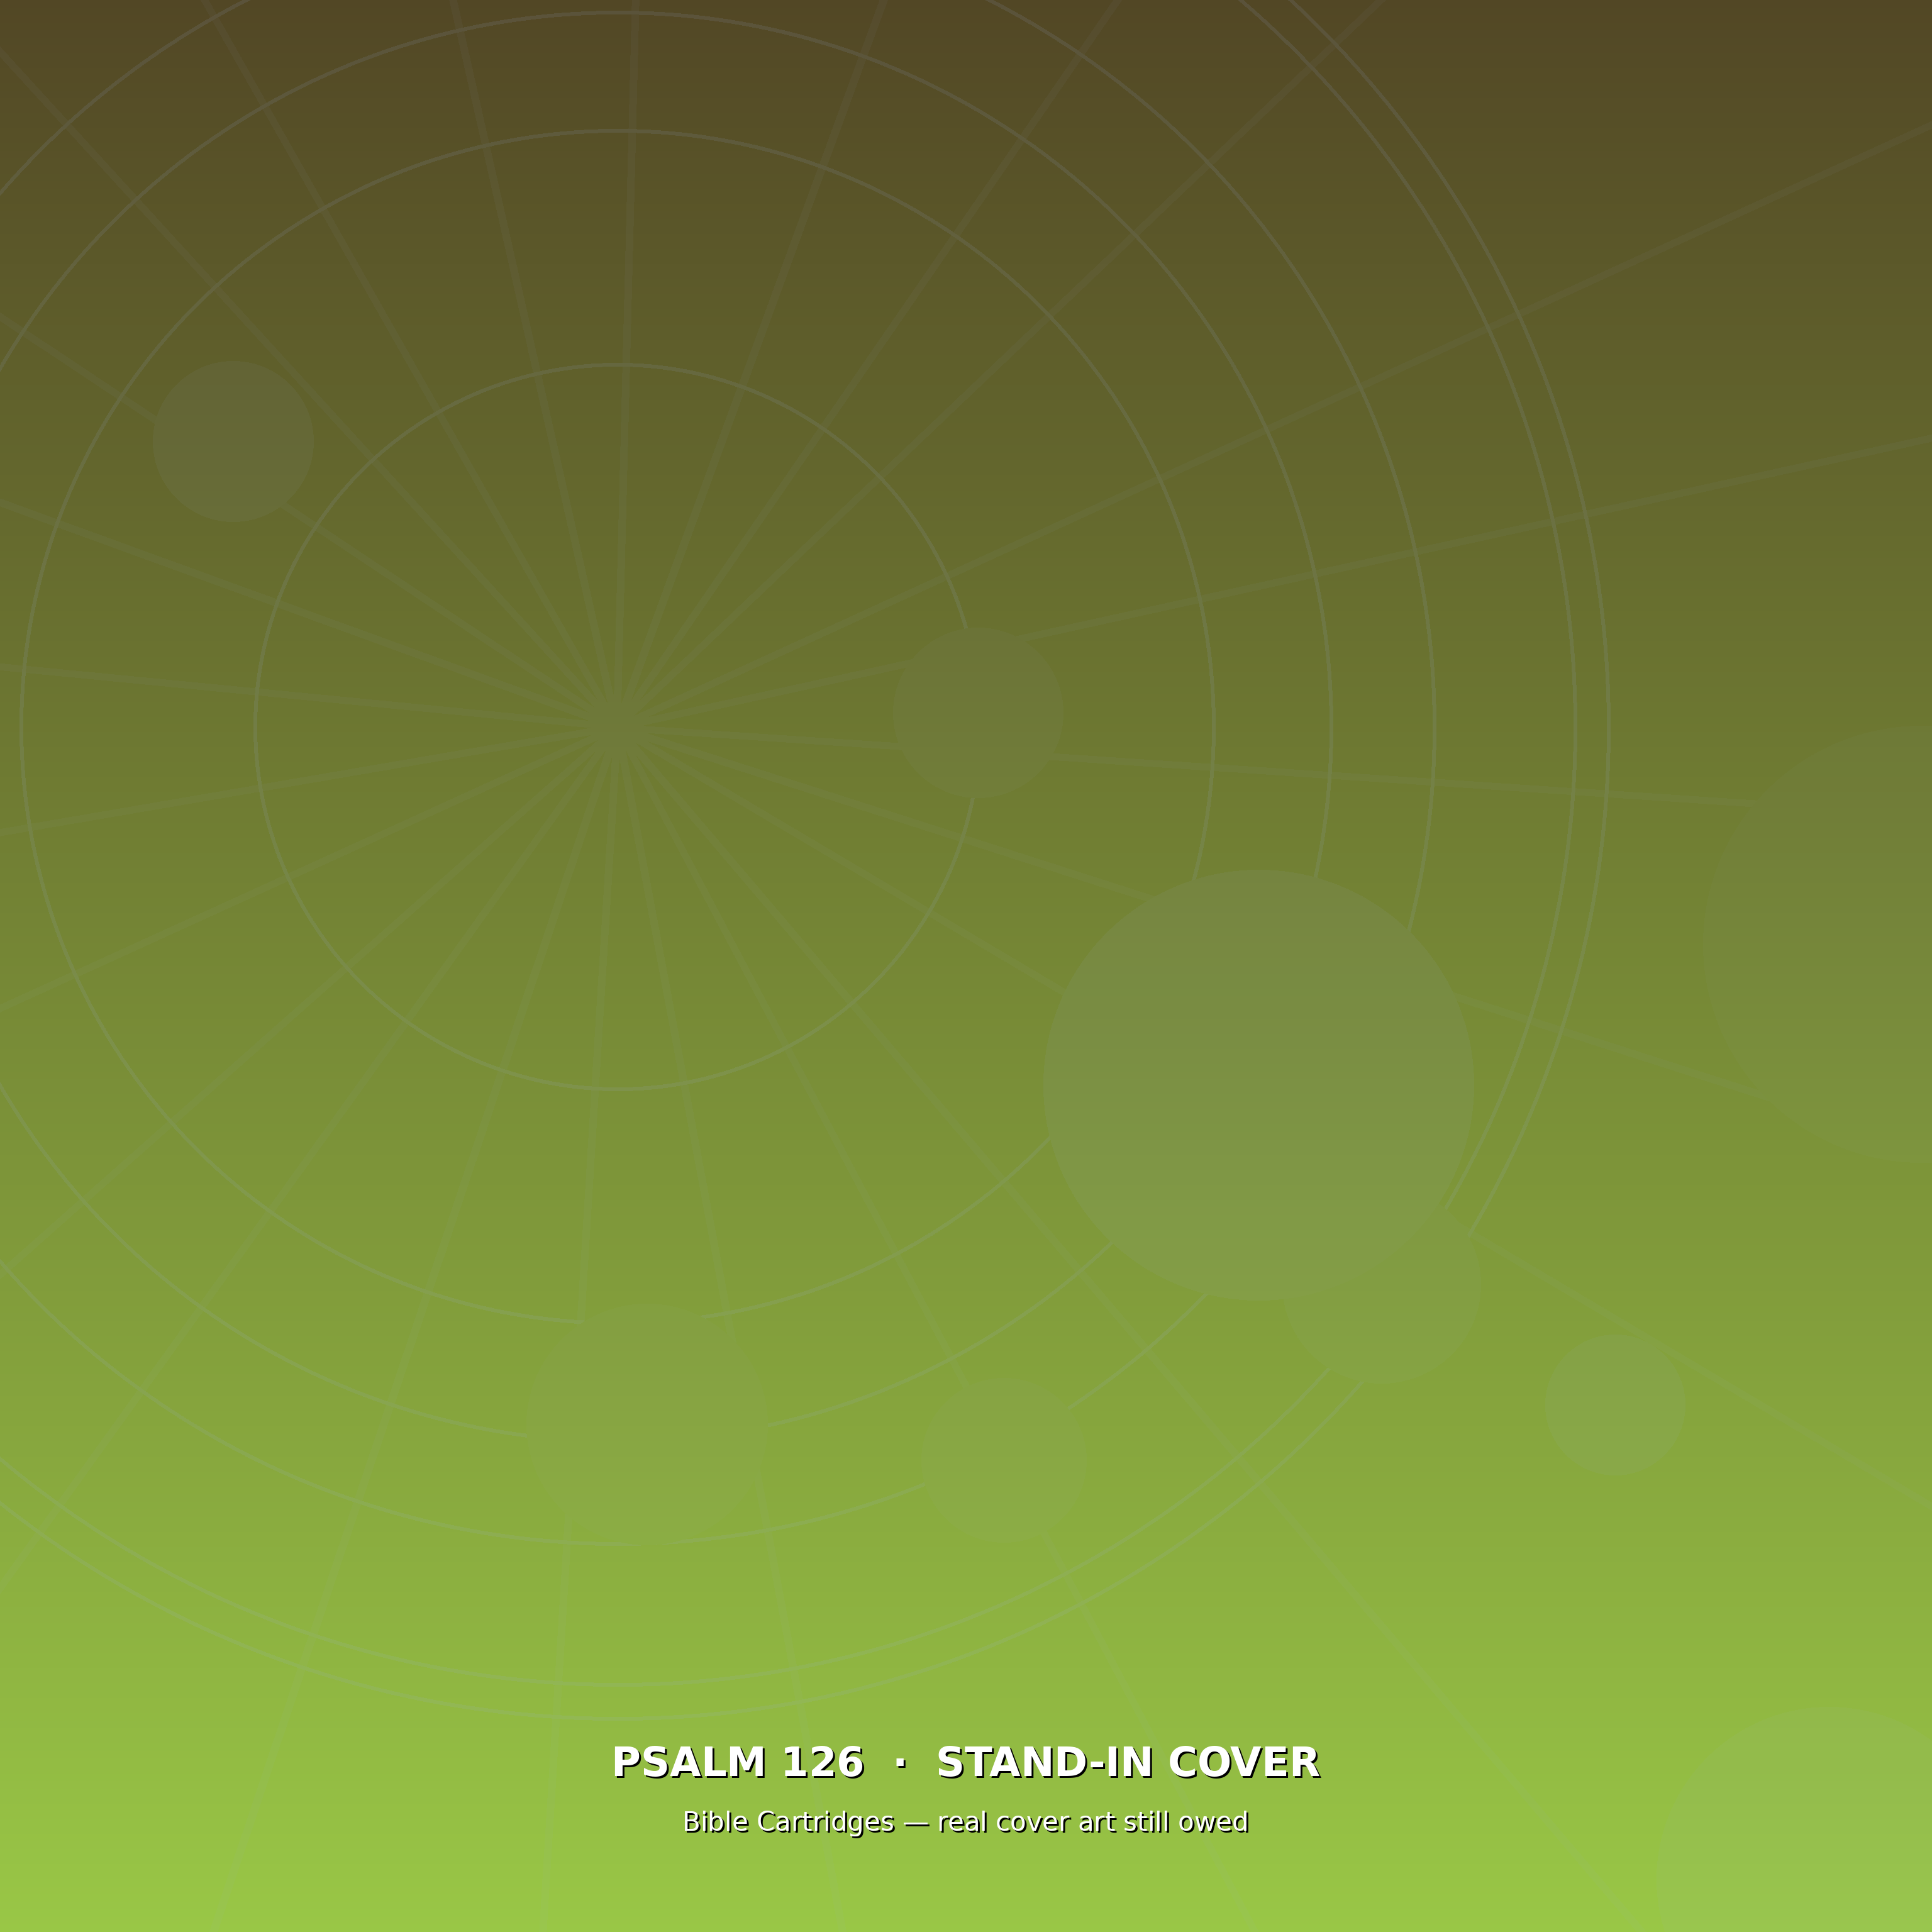 PSALM 126 · STAND-IN COVER
Bible Cartridges — real cover art still owed